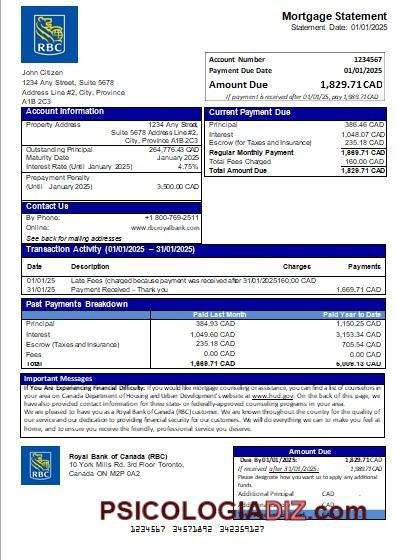 Mortgage Statement
Statement Date: 01/01/2025
RBC
Account Number 1234567
Payment Due Date 01/01/2025
Amount Due 1,829.71CAD
If payment is received after 01/01/25, pay 1,989.71CAD
John Citizen
1234 Any Street, Suite 5678
Address Line#2, City, Province
A1B 2C3
Account Information
Property Address 1234 Any Street,
Suite 5678 Address Line#2,
City, Province A1B2C3
Outstanding Principal 264,776.43 CAD
Maturity Date January 2025
Interest Rate (Until January 2025) 4.75%
Prepayment Penalty
(Until January 2025) 3,500.00 CAD
Contact Us
By Phone: +1 800-769-2511
Online: www.rbcroyalbank.com
See back for mailing addresses
Current Payment Due
Principal 386.46 CAD
Interest 1,048.07 CAD
Escrow (for Taxes and Insurance) 235.18 CAD
Regular Monthly Payment 1,669.71 CAD
Total Fees Charged 160.00 CAD
Total Amount Due 1,829.71 CAD
Transaction Activity (01/01/2025 – 31/01/2025)
Date Description Charges Payments
01/01/25 Late Fees (charged because payment was received after 31/01/2025160.00 CAD
31/01/25 Payment Received – Thank you 1,669.71 CAD
Past Payments Breakdown
Paid Last Month Paid Year to Date
Principal 384.93 CAD 1,150.25 CAD
Interest 1,049.60 CAD 3,153.34 CAD
Escrow (Taxes and Insurance) 235.18 CAD 705.54 CAD
Fees 0.00 CAD 0.00 CAD
Total 1,669.71 CAD 5,009.13 CAD
Important Messages
If You Are Experiencing Financial Difficulty: If you would like mortgage counseling or assistance, you can find a list of counselors in
your area on Canada Department of Housing and Urban Development's website at www.hud.gov. On the back of this page, we
have also provided contact information for three state- or federally-approved counseling programs in your area.
We are pleased to have you as Royal Bank of Canada (RBC) customer. We are known throughout the country for the quality of
our service and our dedication to providing financial security for our customers. We will do everything we can to make you feel at
home, and to ensure you receive the friendly, professional service you deserve.
RBC
Royal Bank of Canada (RBC)
10 York Mills Rd. 3rd Floor Toronto,
Canada ON M2P 0A2
Amount Due
Due By 01/01/2025: 1,829.71CAD
If received after 31/01/2025: 1,989.71CAD
Please designate how you want us to apply any additional
funds.
Additional Principal CAD
PSICOLOGIADIZ.com
1234567 34571892 342359127